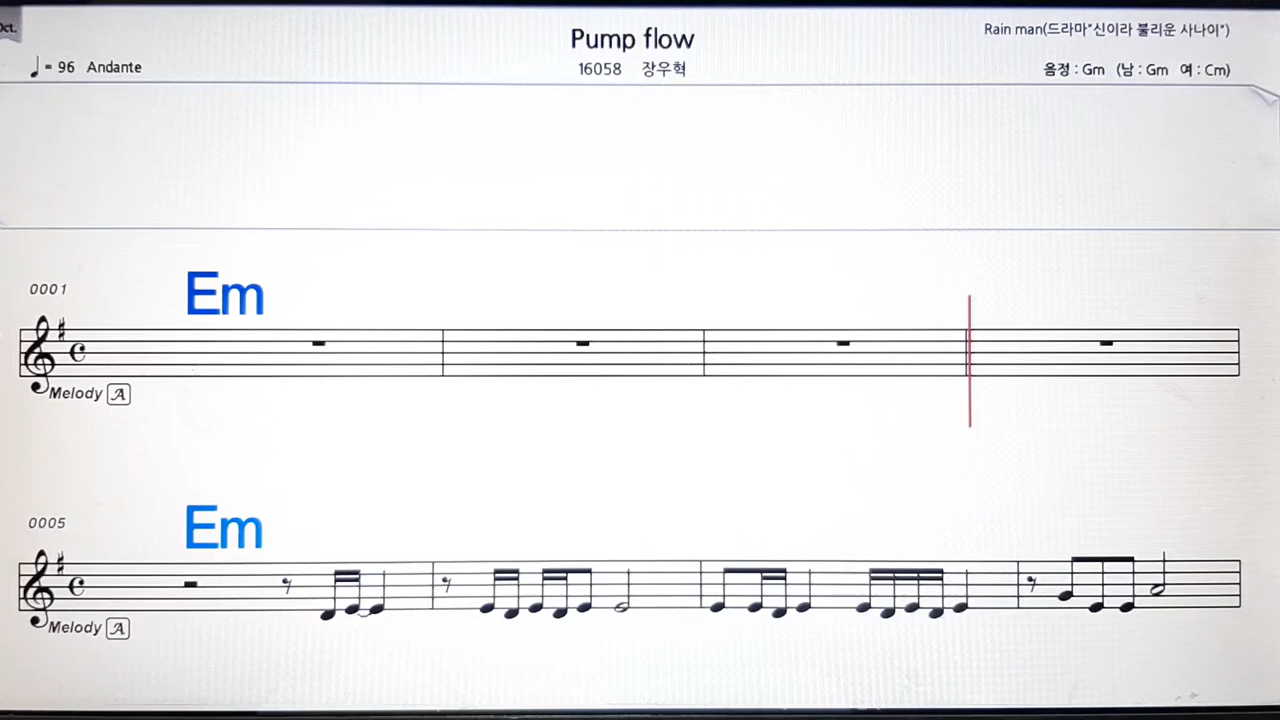 Oct.
Pump flow
Rain man(드라마"신이라 불리운 사나이")
♩ = 96 Andante
16058 장우혁
음정 : Gm (남 : Gm 여 : Cm)
0001
Em
Melody A
0005
Em
Melody A